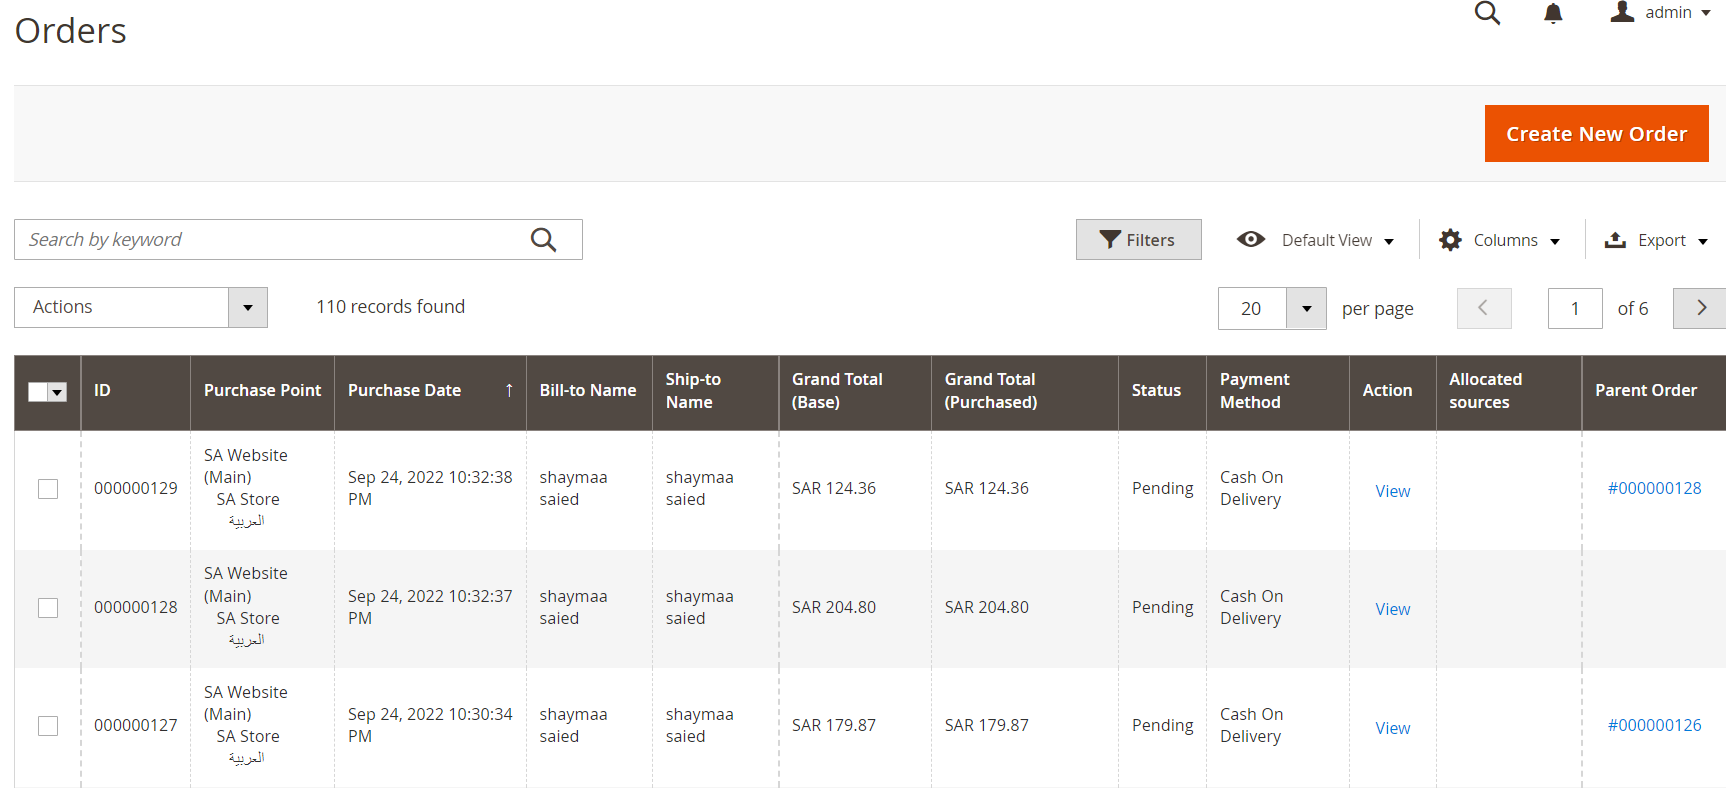 Orders
admin
Create New Order
Search by keyword
Filters
Default View
Columns
Export
Actions
110 records found
20
per page
1
of 6
ID
Purchase Point
Purchase Date ↑
Bill-to Name
Ship-to
Name
Grand Total
(Base)
Grand Total
(Purchased)
Status
Payment
Method
Action
Allocated
sources
Parent Order
000000129
SA Website
(Main)
SA Store
العربية
Sep 24, 2022 10:32:38
PM
shaymaa
saied
shaymaa
saied
SAR 124.36
SAR 124.36
Pending
Cash On
Delivery
View
#000000128
000000128
SA Website
(Main)
SA Store
العربية
Sep 24, 2022 10:32:37
PM
shaymaa
saied
shaymaa
saied
SAR 204.80
SAR 204.80
Pending
Cash On
Delivery
View
000000127
SA Website
(Main)
SA Store
العربية
Sep 24, 2022 10:30:34
PM
shaymaa
saied
shaymaa
saied
SAR 179.87
SAR 179.87
Pending
Cash On
Delivery
View
#000000126